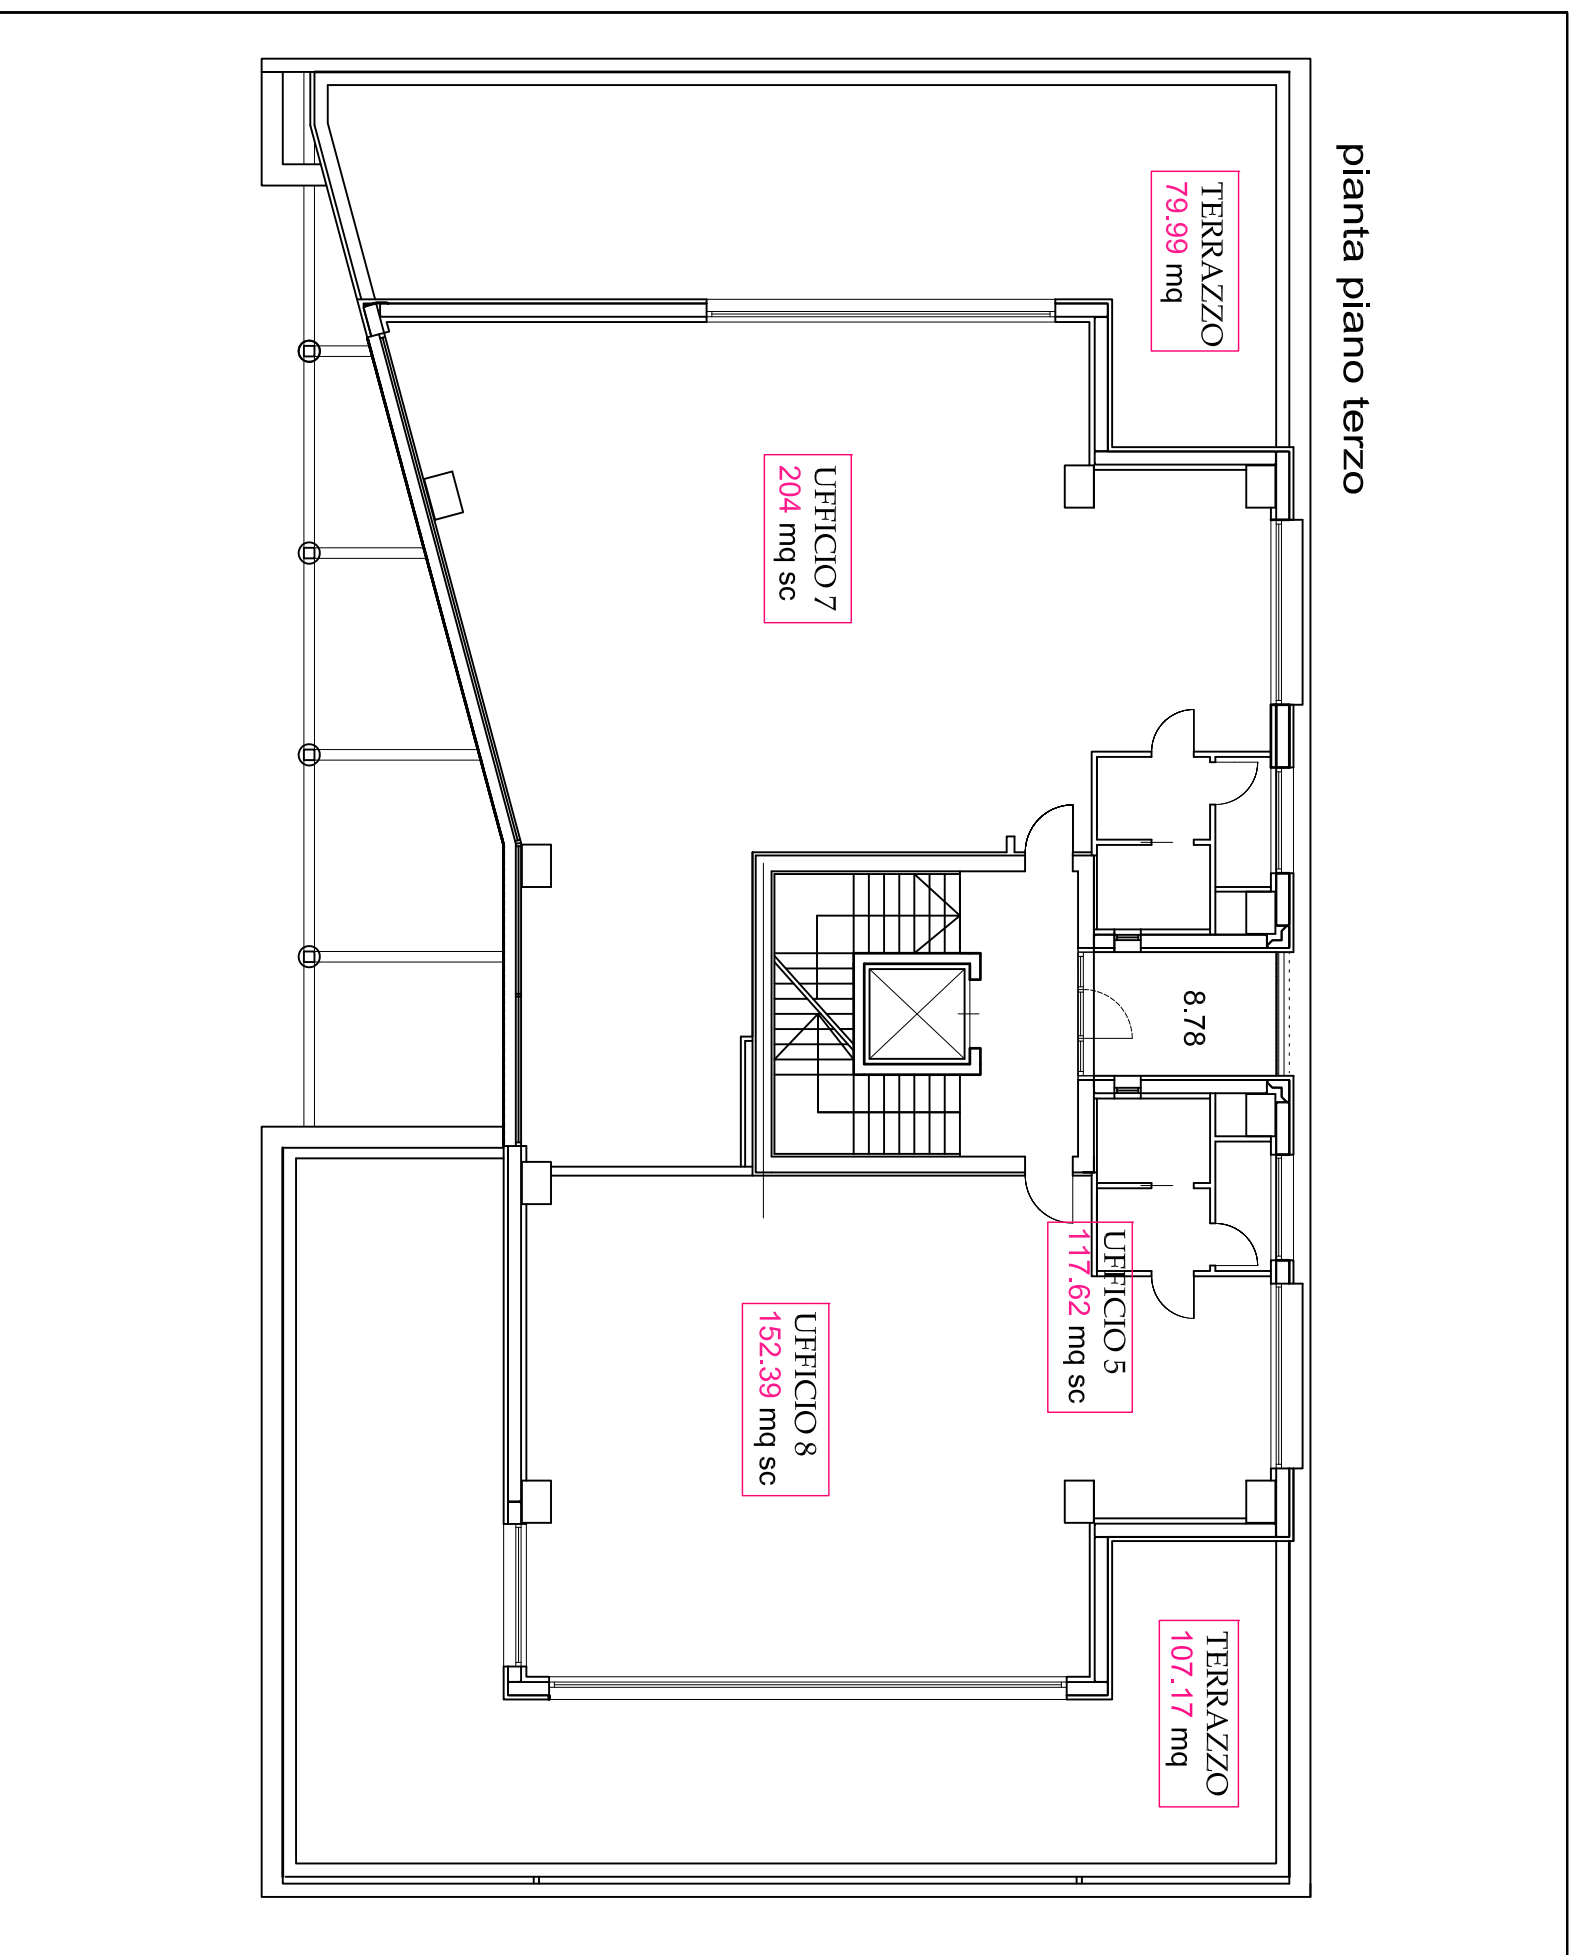 pianta piano terzo
TERRAZZO
79.99 mq
UFFICIO 7
204 mq sc
8.78
UFFICIO 5
117.62 mq sc
UFFICIO 8
152.39 mq sc
TERRAZZO
107.17 mq